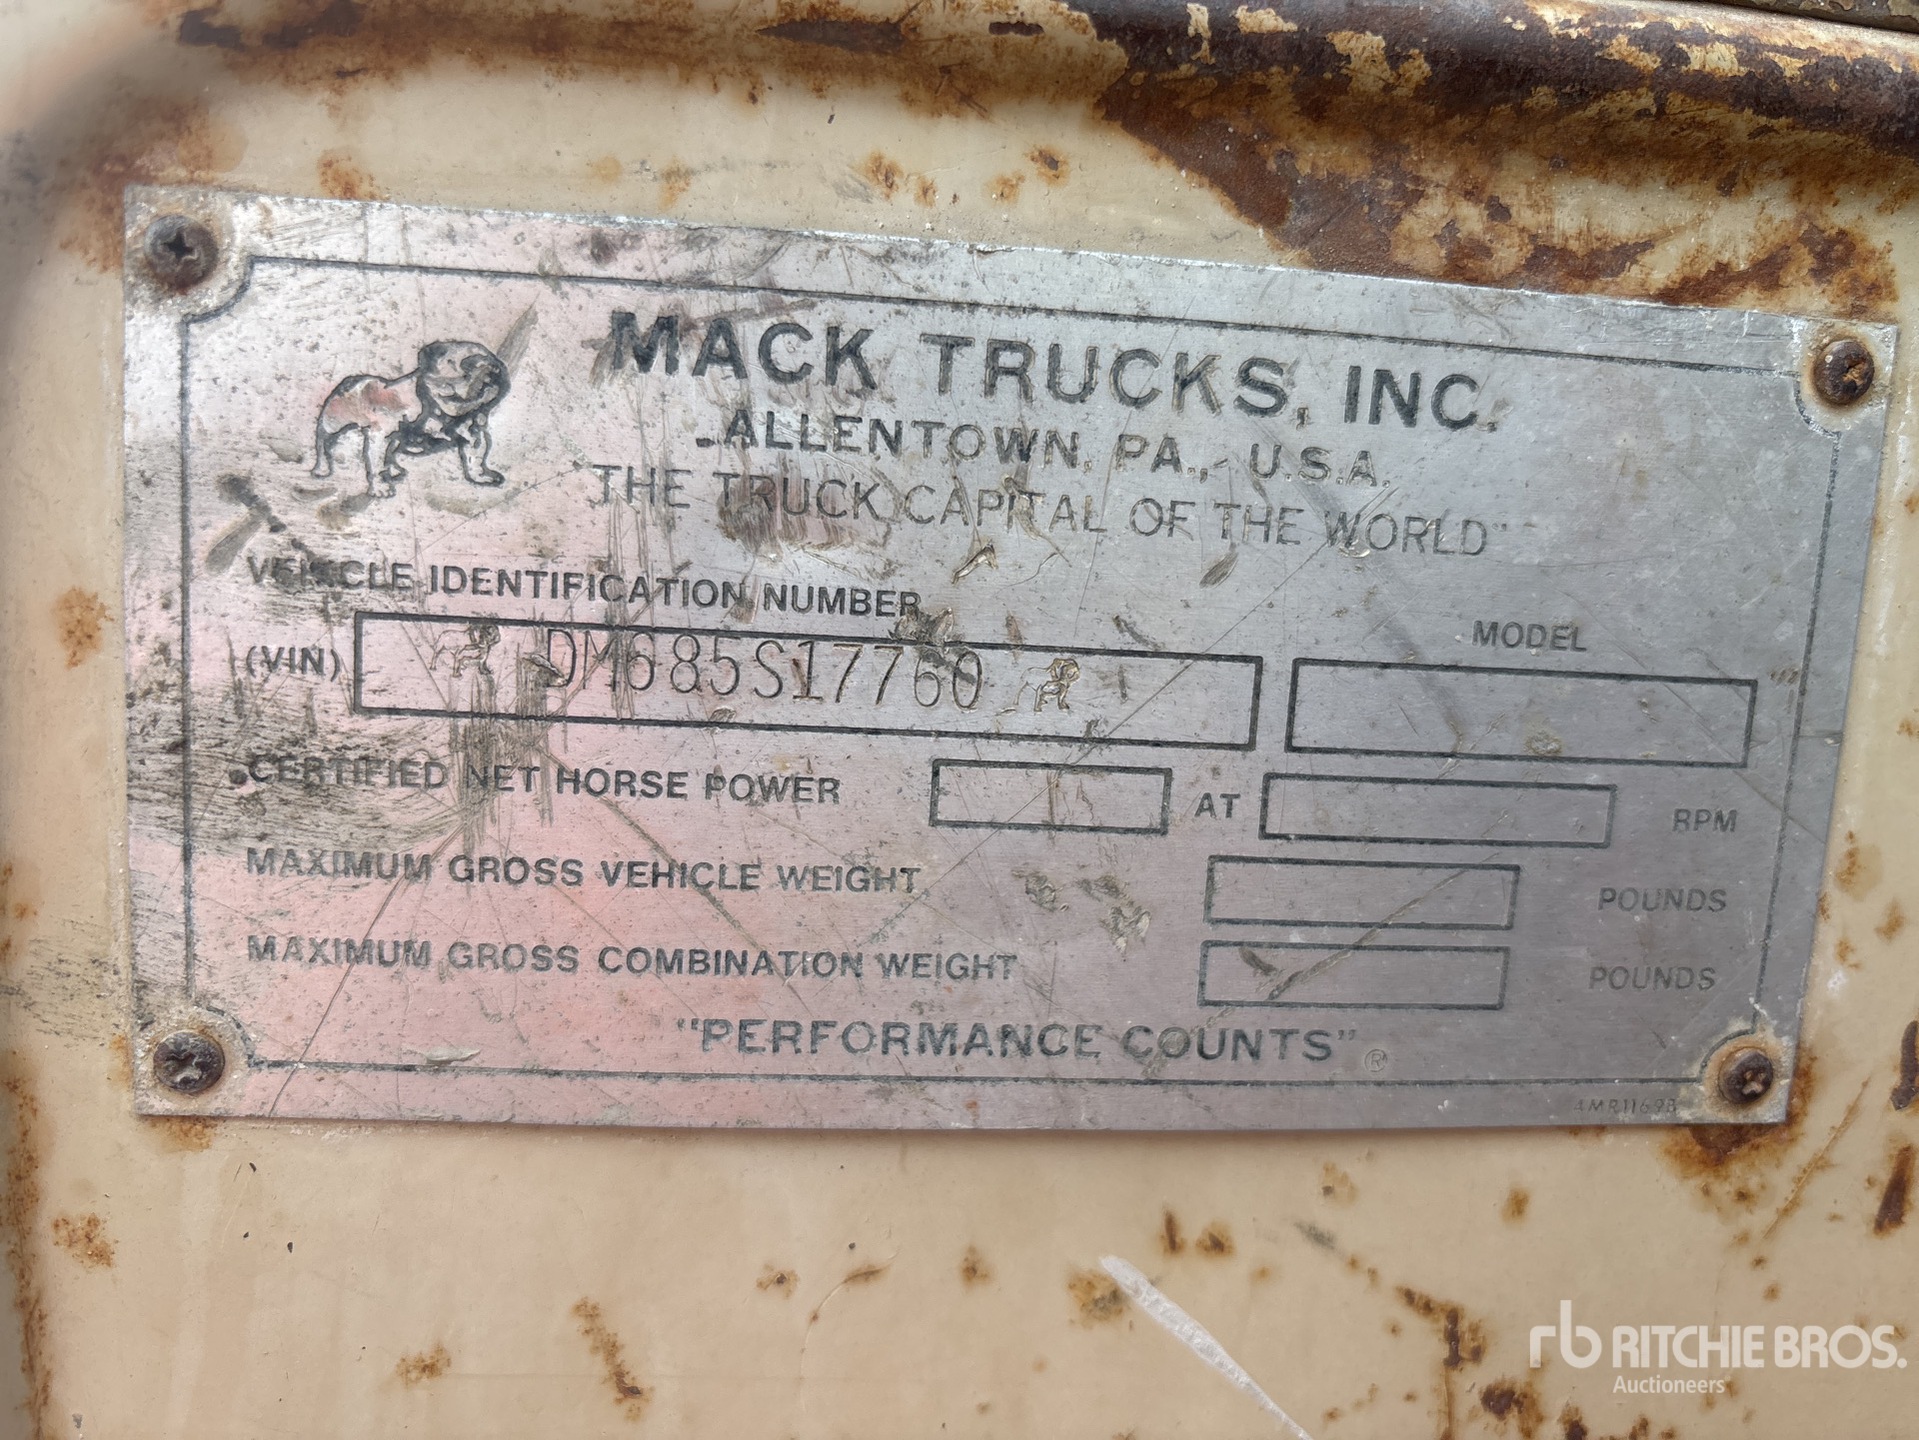 MACK TRUCKS, INC.
ALLENTOWN, PA., U.S.A.
"THE TRUCK CAPITAL OF THE WORLD"
VEHICLE IDENTIFICATION NUMBER
(VIN) DM685S17760
MODEL
CERTIFIED NET HORSE POWER AT RPM
MAXIMUM GROSS VEHICLE WEIGHT POUNDS
MAXIMUM GROSS COMBINATION WEIGHT POUNDS
"PERFORMANCE COUNTS" ®
4MR1169B
rb RITCHIE BROS.
Auctioneers